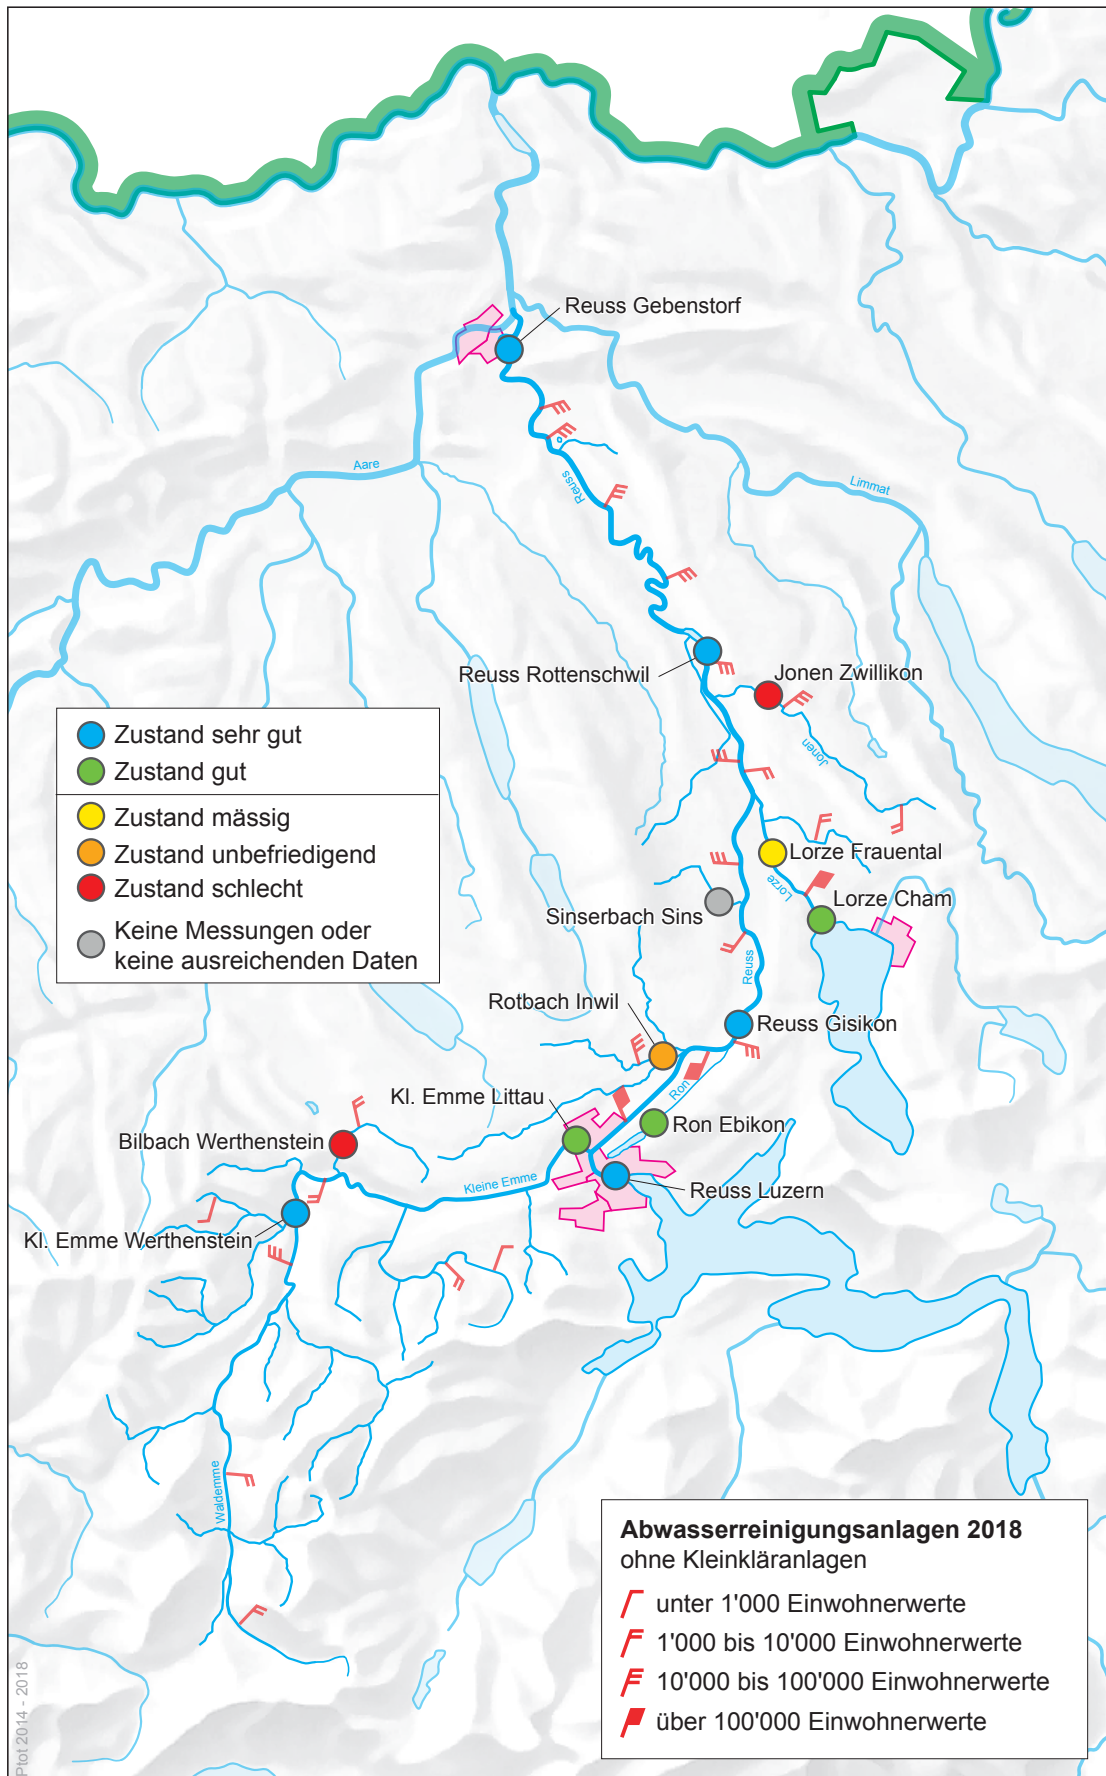 Reuss Gebenstorf
Aare
Reuss
Limmat
Reuss Rottenschwil
Jonen Zwillikon
Jonen
Zustand sehr gut
Zustand gut
Zustand mässig
Zustand unbefriedigend
Zustand schlecht
Keine Messungen oder
keine ausreichenden Daten
Lorze Frauental
Lorze
Lorze Cham
Sinserbach Sins
Reuss
Rotbach Inwil
Reuss Gisikon
Ron
Kl. Emme Littau
Ron Ebikon
Bilbach Werthenstein
Kleine Emme
Reuss Luzern
Kl. Emme Werthenstein
Waldemme
Abwasserreinigungsanlagen 2018
ohne Kleinkläranlagen
unter 1'000 Einwohnerwerte
1'000 bis 10'000 Einwohnerwerte
10'000 bis 100'000 Einwohnerwerte
über 100'000 Einwohnerwerte
Ptot 2014 - 2018